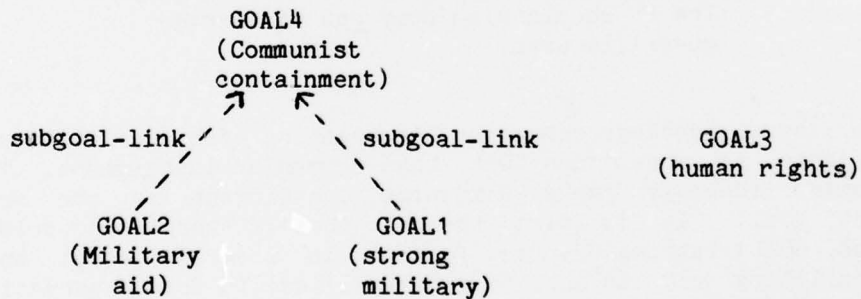 GOAL4
(Communist
containment)
subgoal-link
subgoal-link
GOAL3
(human rights)
GOAL2
(Military
aid)
GOAL1
(strong
military)